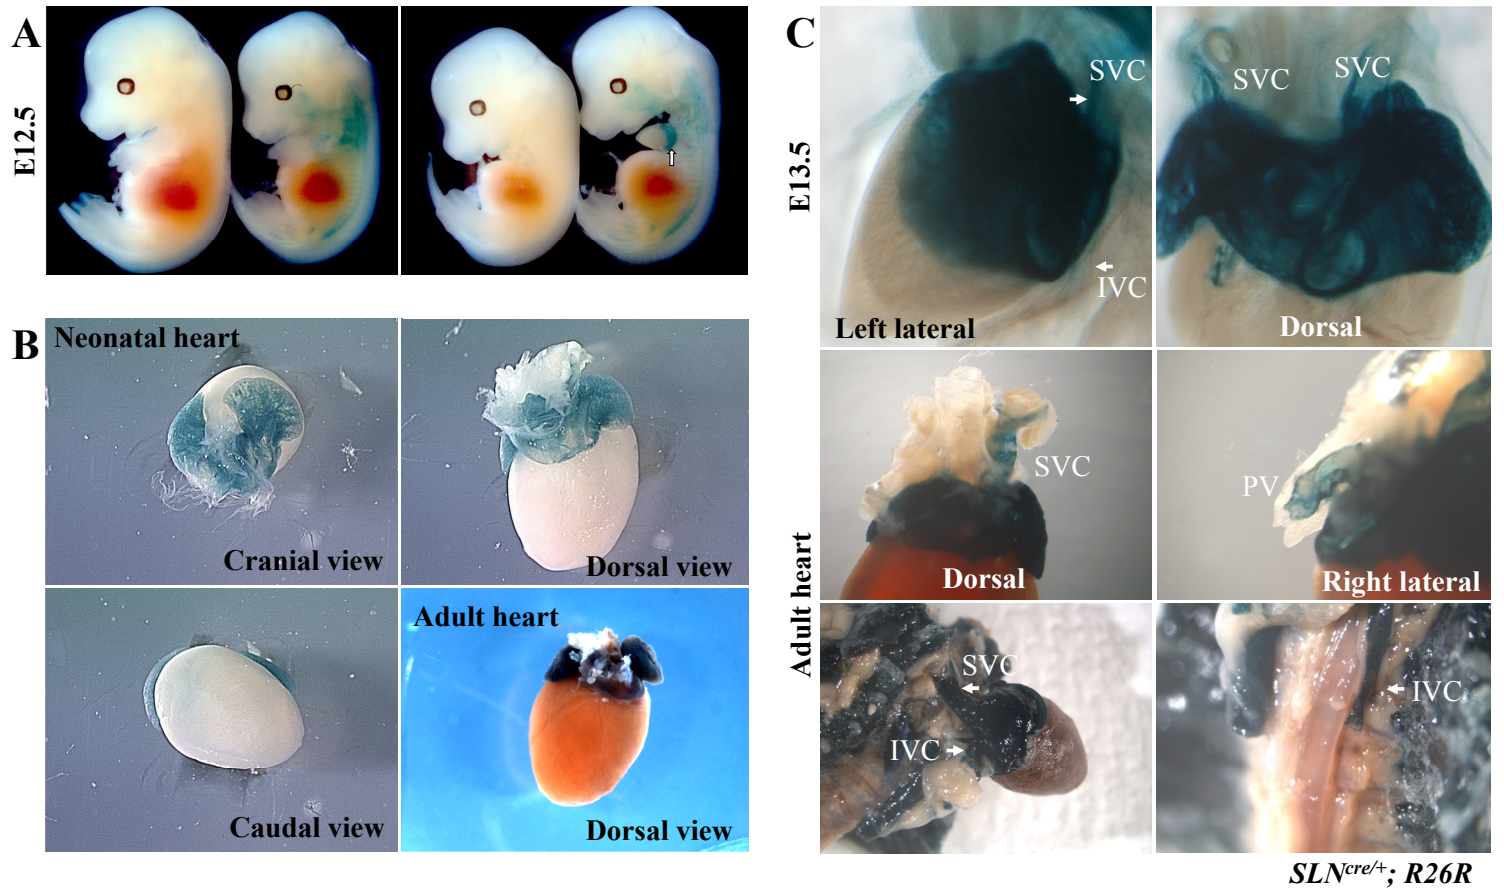 A
E12.5
B
Neonatal heart
Cranial view
Dorsal view
Caudal view
Adult heart
Dorsal view
C
E13.5
SVC
IVC
Left lateral
SVC
SVC
Dorsal
Adult heart
SVC
Dorsal
PV
Right lateral
SVC
IVC
IVC
SLNcre/+; R26R